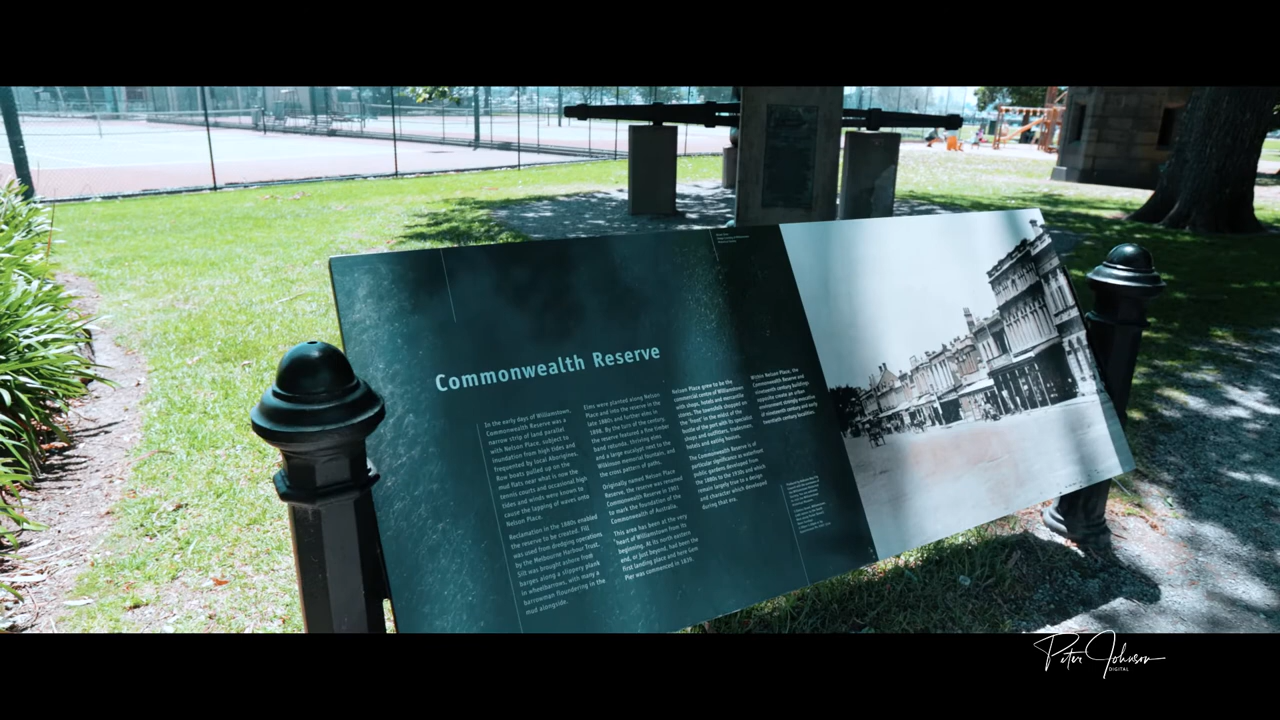 Commonwealth Reserve
In the early days of Williamstown,
Commonwealth Reserve was a
narrow strip of land parallel
with Nelson Place, subject to
inundation from high tides and
frequented by local Aborigines.
Row boats pulled up on the
mud flats near what is now the
tennis courts and occasional high
tides and winds were known to
cause the lapping of waves onto
Nelson Place.
Reclamation in the 1880s enabled
the reserve to be created. Fill
was used from dredging operations
by the Melbourne Harbour Trust.
Silt was brought ashore from
barges along a slippery plank
in wheelbarrows, with many a
barrowman floundering in the
mud alongside.
Elms were planted along Nelson
Place and into the reserve in the
late 1880s and further elms in
1898. By the turn of the century
the reserve featured a fine timber
band rotunda, thriving elms
and a large eucalypt next to the
Wilkinson memorial fountain, and
the cross pattern of paths.
Originally named Nelson Place
Reserve, the reserve was renamed
Commonwealth Reserve in 1901
to mark the foundation of the
Commonwealth of Australia.
This area has been at the very
heart of Williamstown from its
beginning. At its north eastern
end, or just beyond, had been the
first landing place and here Gem
Pier was commenced in 1839.
Nelson Place grew to be the
commercial centre of Williamstown
with shops, hotels and mercantile
stores. The townsfolk shopped on
the 'front' in the midst of the
bustle of the port with its specialist
shops and outfitters, tradesmen,
hotels and eating houses.
The Commonwealth Reserve is of
particular significance as waterfront
public gardens developed from
the 1880s to the 1930s and which
remain largely true to a design
and character which developed
during that era.
Within Nelson Place, the
Commonwealth Reserve and
nineteenth century buildings
opposite create an urban
environment strongly evocative
of nineteenth century and early
twentieth century Williamstown
Peter Johnson
DIGITAL